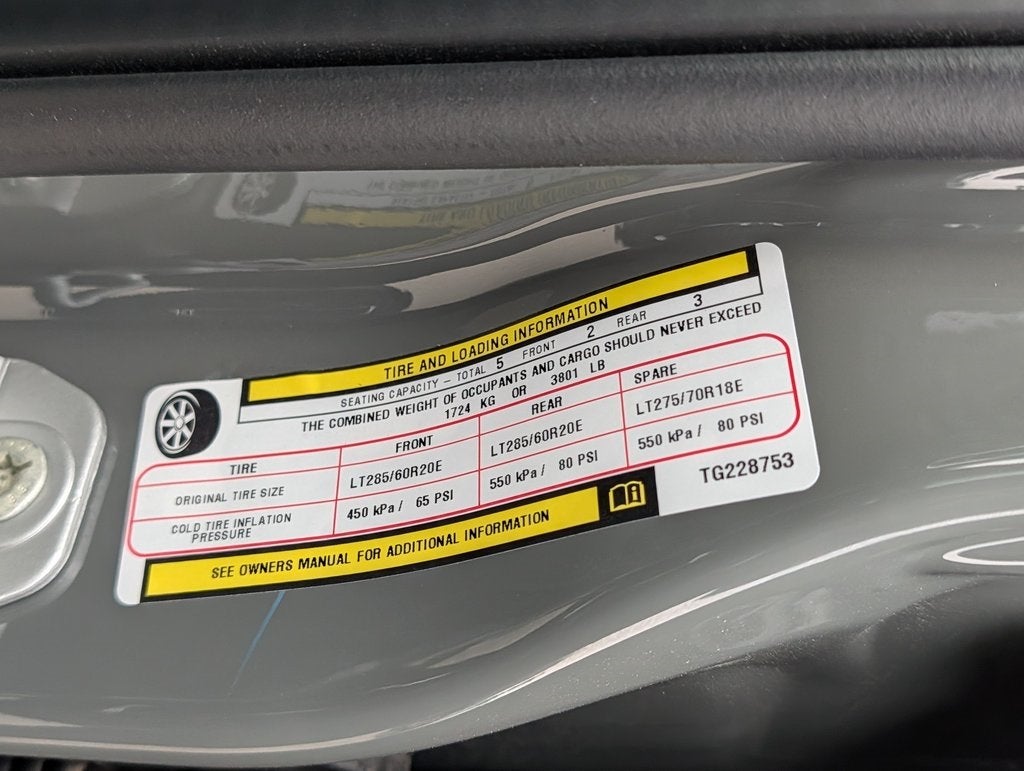 TIRE AND LOADING INFORMATION
SEATING CAPACITY – TOTAL 5 FRONT 2 REAR 3
THE COMBINED WEIGHT OF OCCUPANTS AND CARGO SHOULD NEVER EXCEED
1724 KG OR 3801 LB
TIRE FRONT REAR SPARE
ORIGINAL TIRE SIZE LT285/60R20E LT285/60R20E LT275/70R18E
COLD TIRE INFLATION PRESSURE 450 kPa / 65 PSI 550 kPa / 80 PSI 550 kPa / 80 PSI
SEE OWNERS MANUAL FOR ADDITIONAL INFORMATION
TG228753